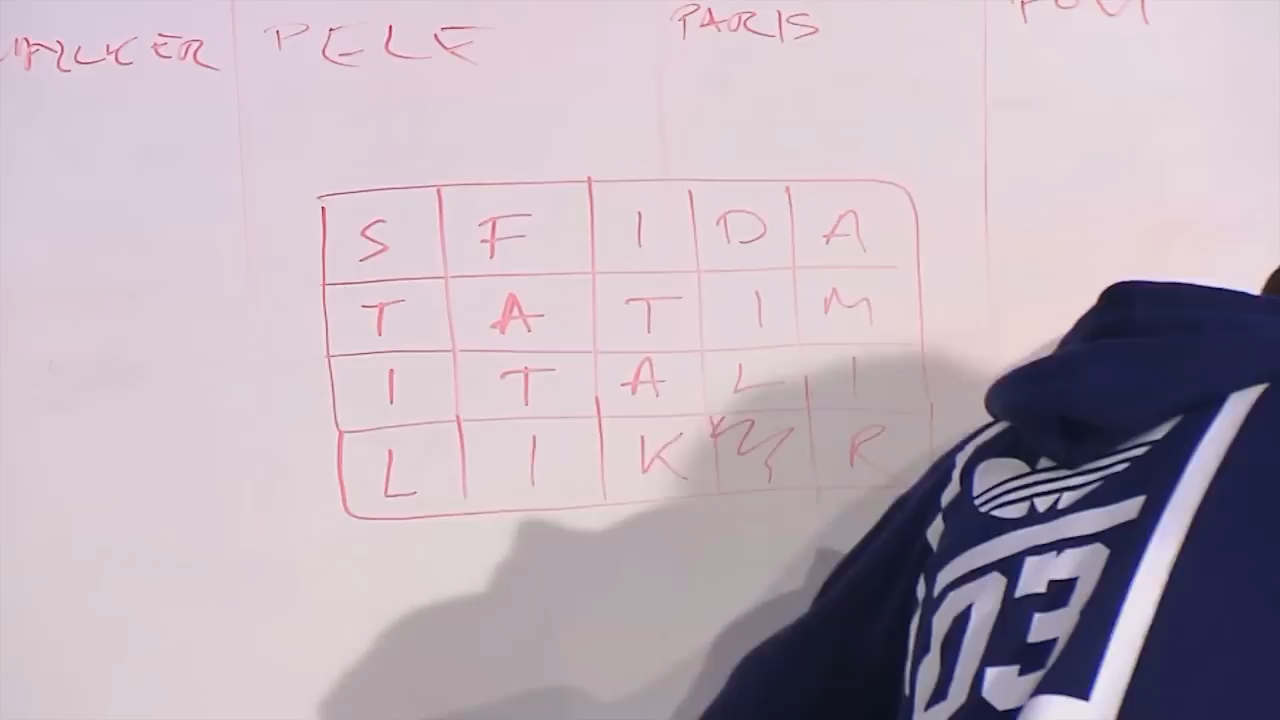 PELE PARIS
S F I D A
T A T I M
I T A L I
L I K R
03